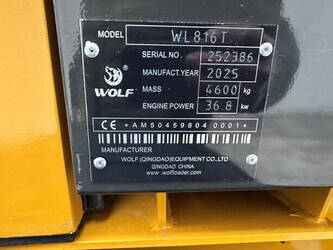 MODEL WL816T
SERIAL NO. 252386
MANUFACT.YEAR 2025
WOLF
MASS 4600 kg
ENGINE POWER 36.8 kw
CE *AM50459804 0001*
MANUFACTURER
WOLF (QINGDAO)EQUIPMENT CO.,LTD
QINGDAO CHINA
www.wolfloader.com